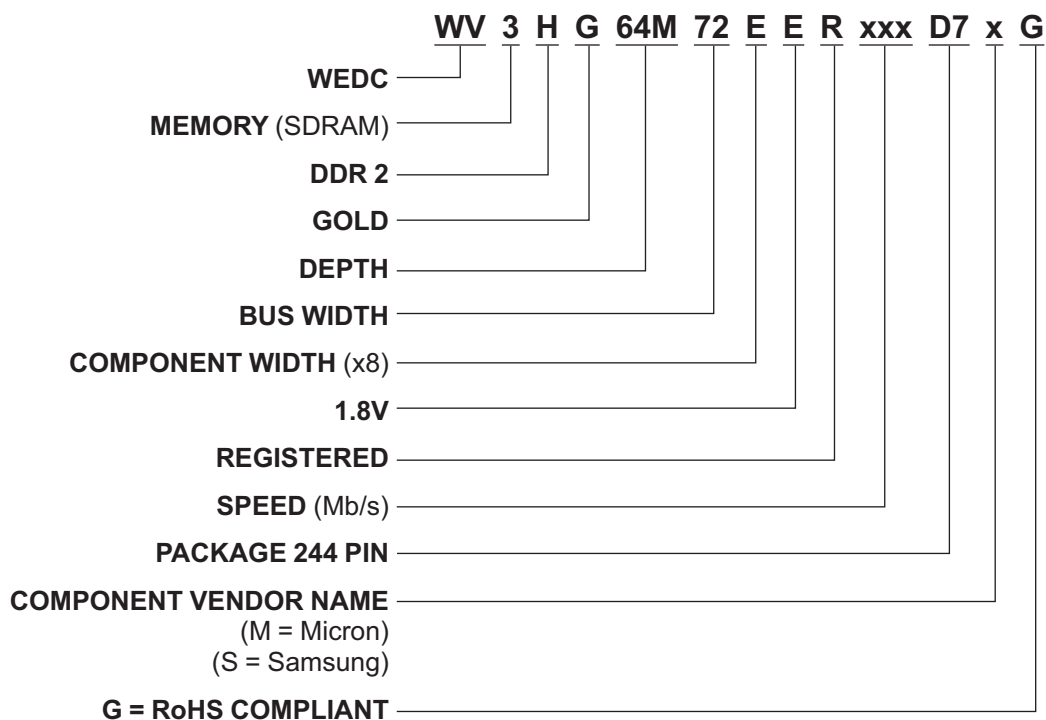 WV 3 H G 64M 72 E E R xxx D7 x G
WEDC
MEMORY (SDRAM)
DDR 2
GOLD
DEPTH
BUS WIDTH
COMPONENT WIDTH (x8)
1.8V
REGISTERED
SPEED (Mb/s)
PACKAGE 244 PIN
COMPONENT VENDOR NAME
(M = Micron)
(S = Samsung)
G = RoHS COMPLIANT